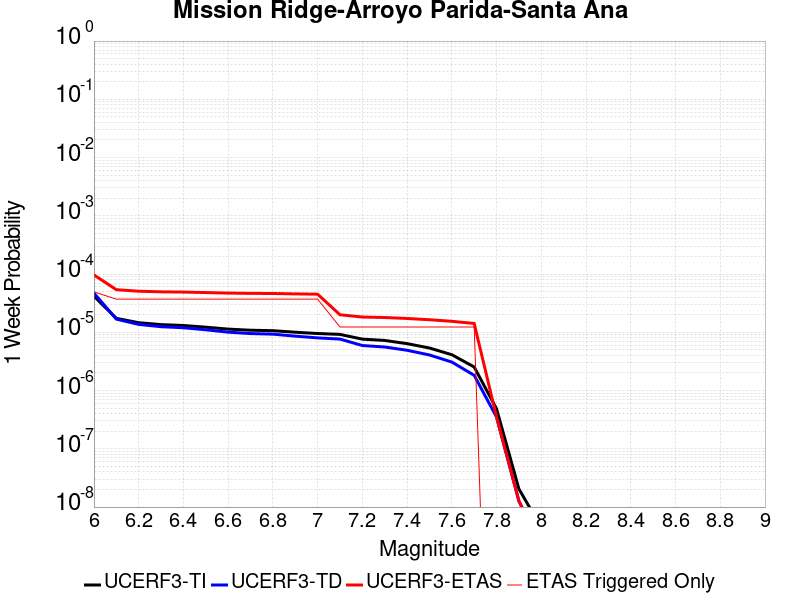 Mission Ridge-Arroyo Parida-Santa Ana
1 Week Probability
10^0
10^-1
10^-2
10^-3
10^-4
10^-5
10^-6
10^-7
10^-8
6 6.2 6.4 6.6 6.8 7 7.2 7.4 7.6 7.8 8 8.2 8.4 8.6 8.8 9
Magnitude
UCERF3-TI UCERF3-TD UCERF3-ETAS ETAS Triggered Only